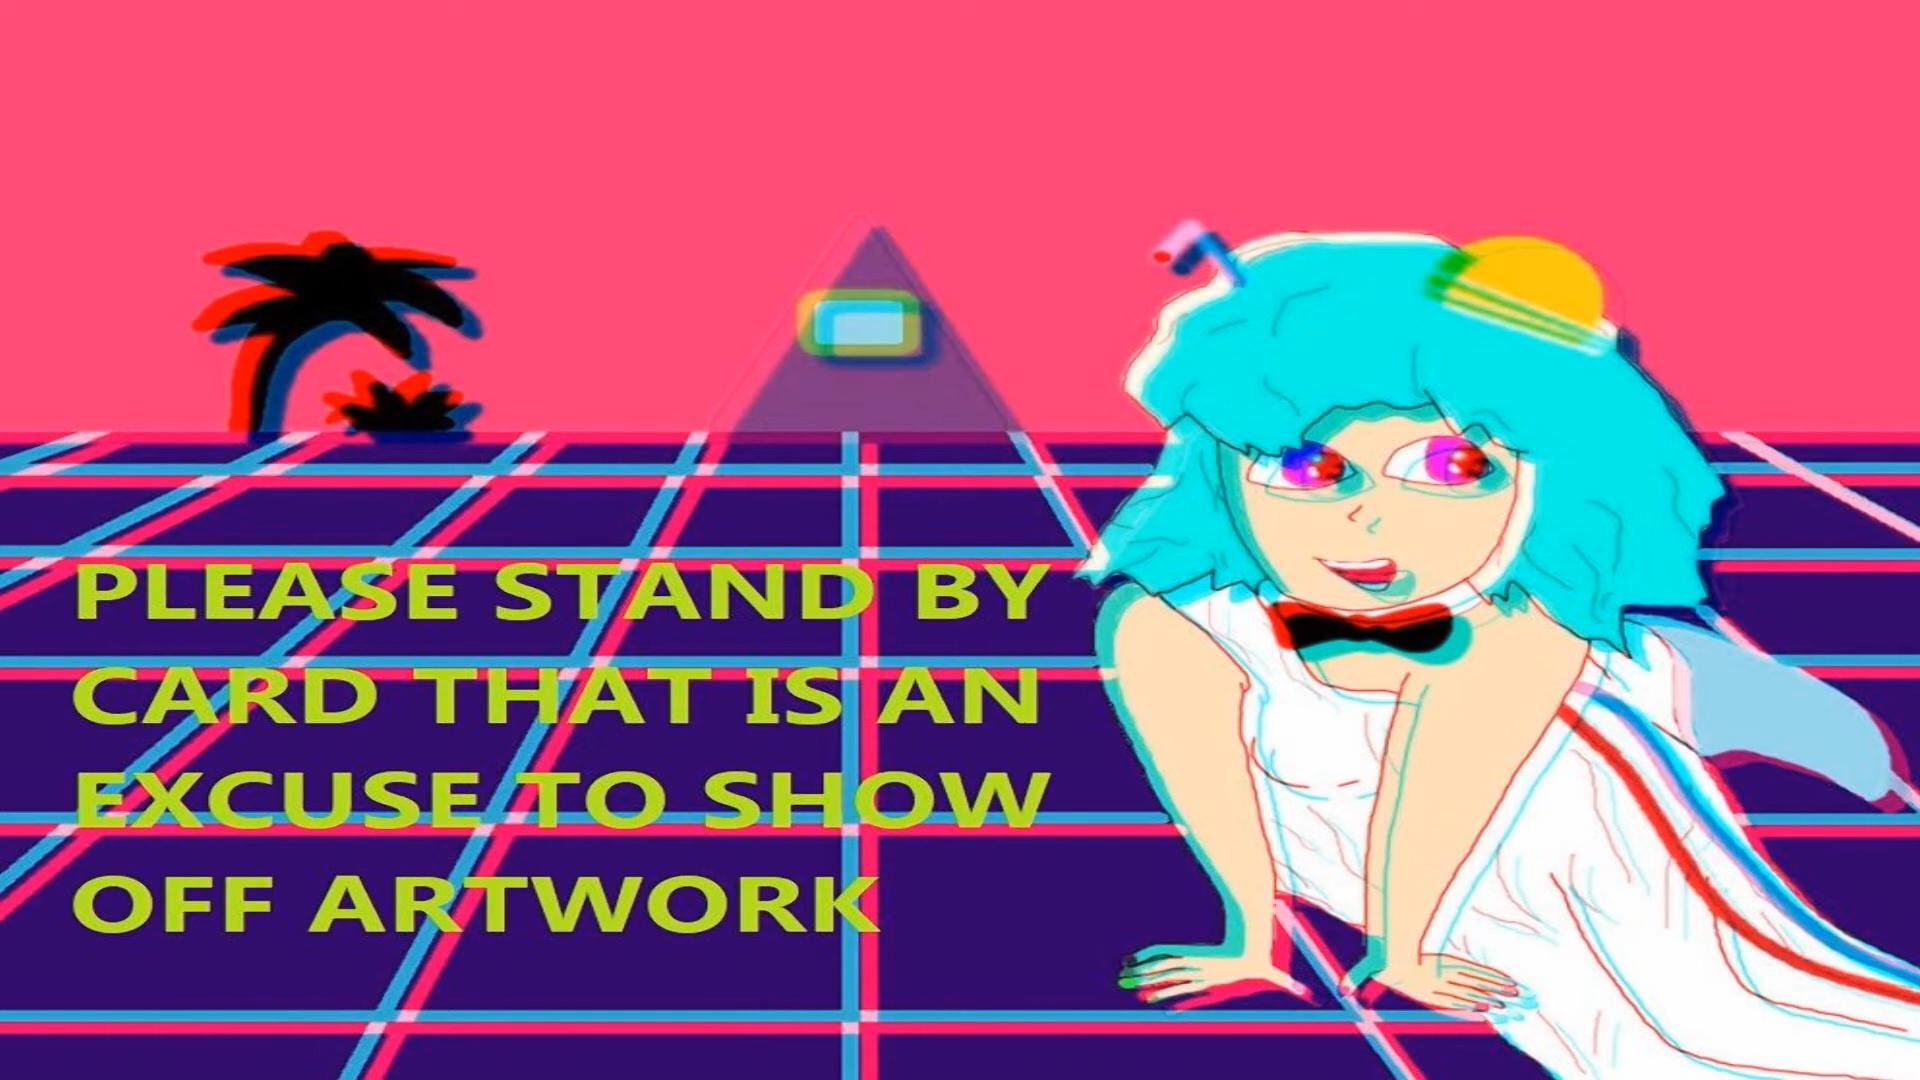 PLEASE STAND BY
CARD THAT IS AN
EXCUSE TO SHOW
OFF ARTWORK